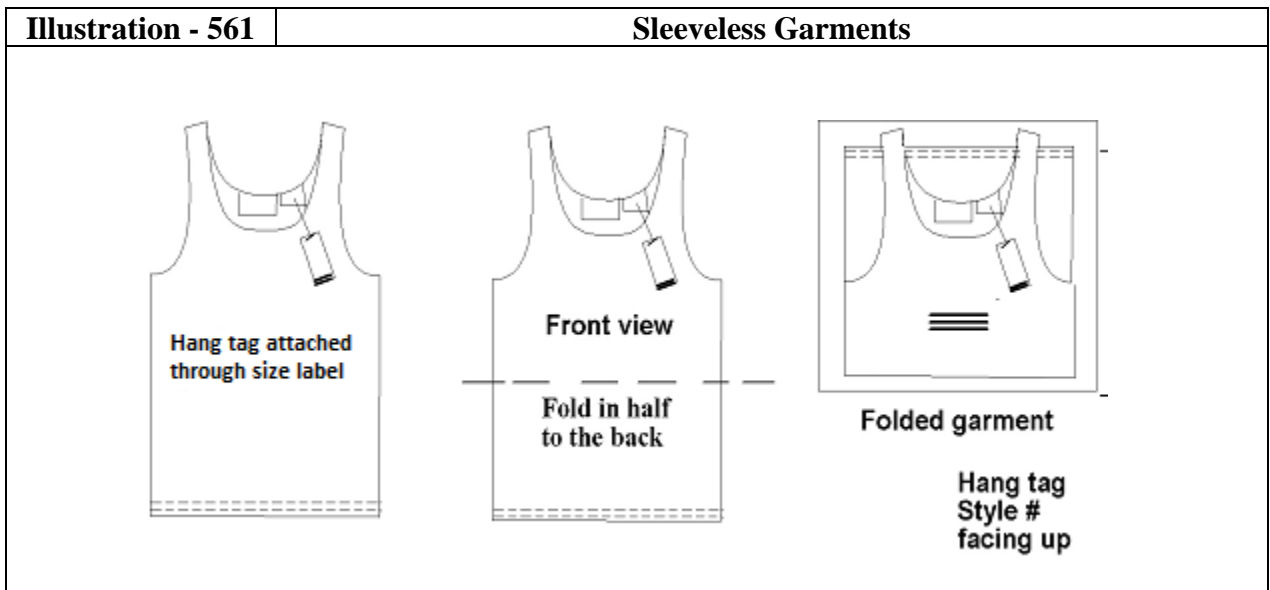 Illustration - 561
Sleeveless Garments
Hang tag attached
through size label
Front view
Fold in half
to the back
Folded garment
Hang tag
Style #
facing up